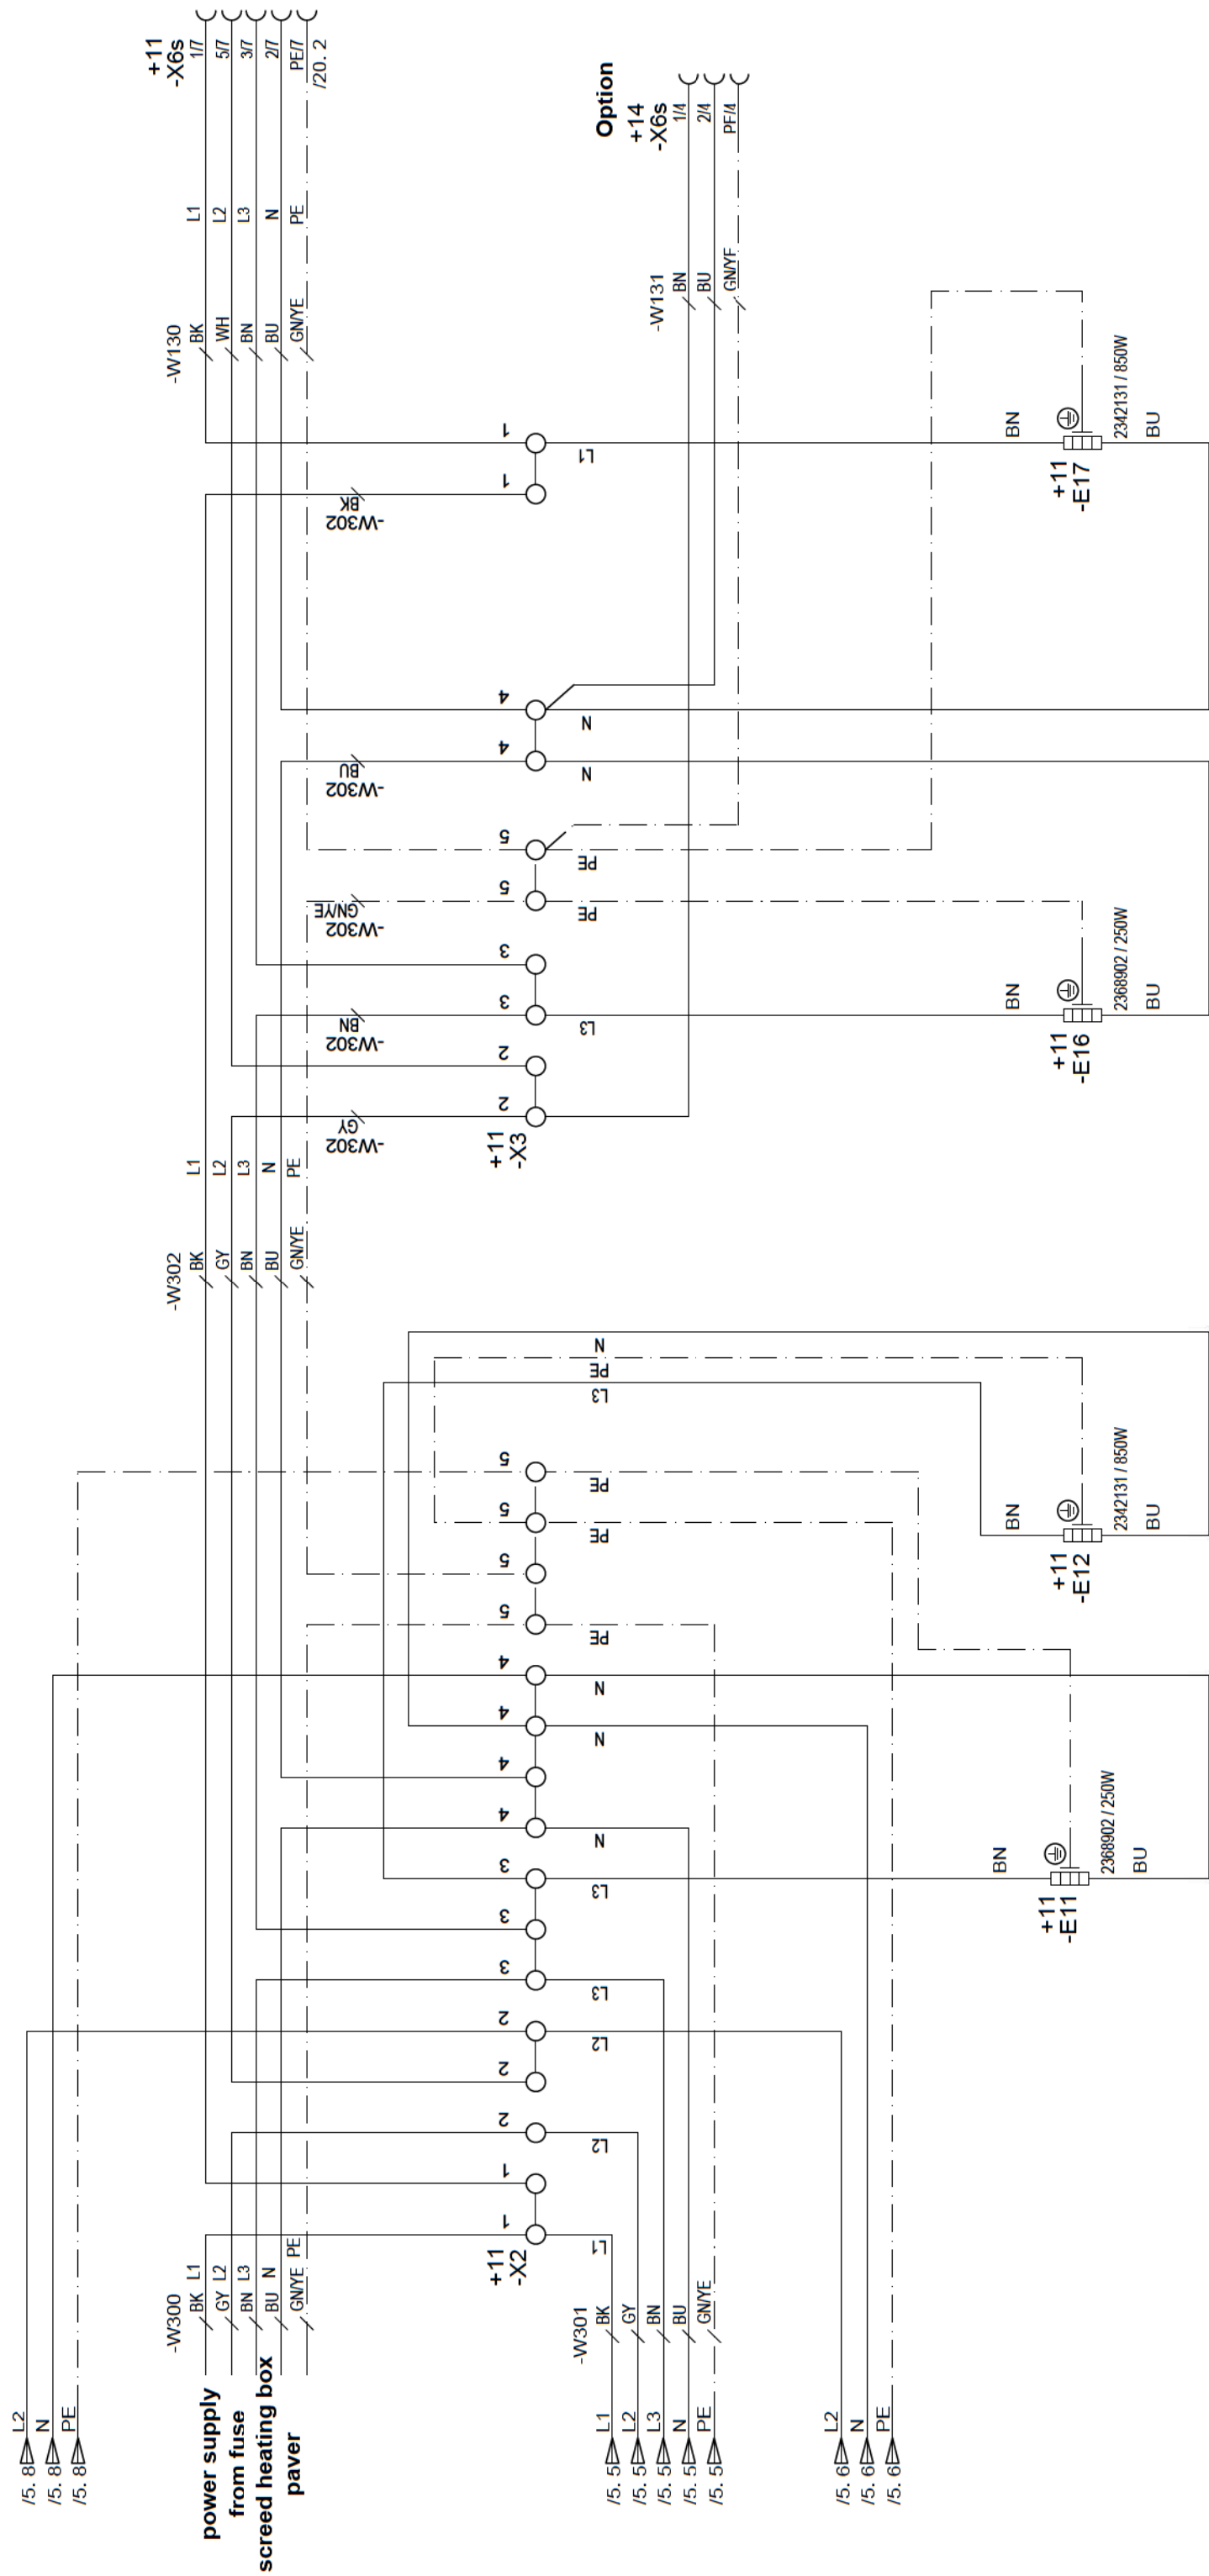 +11
-X6s
1/7
5/7
3/7
2/7
PE/7
/20. 2
Option
+14
-X6s
1/4
2/4
L1
L2
L3
N
PE
-W130
BK
WH
BN
BU
GN/YE
-W131
BN
BU
1
1
L1
BK
-W302
BN
+11
-E17
2342131 / 850W
BU
4
4
N
N
BU
-W302
5
5
PE
PE
GN/YE
-W302
3
3
L3
BN
-W302
2
2
GY
-W302
+11
-X3
BN
+11
-E16
2368902 / 250W
BU
L1
L2
L3
N
PE
-W302
BK
GY
BN
BU
GN/YE
N
PE
L3
5
5
5
5
PE
PE
PE
BN
+11
-E12
2342131 / 850W
BU
4
4
4
4
N
N
N
3
3
3
L3
L3
BN
+11
-E11
2368902 / 250W
BU
2
2
2
L2
L2
1
1
L1
+11
-X2
-W300
BK L1
GY L2
BN L3
BU N
GN/YE PE
-W301
BK
GY
BN
BU
GN/YE
power supply
from fuse
screed heating box
paver
/5. 8 L2
/5. 8 N
/5. 8 PE
/5. 5 L1
/5. 5 L2
/5. 5 L3
/5. 5 N
/5. 5 PE
/5. 6 L2
/5. 6 N
/5. 6 PE